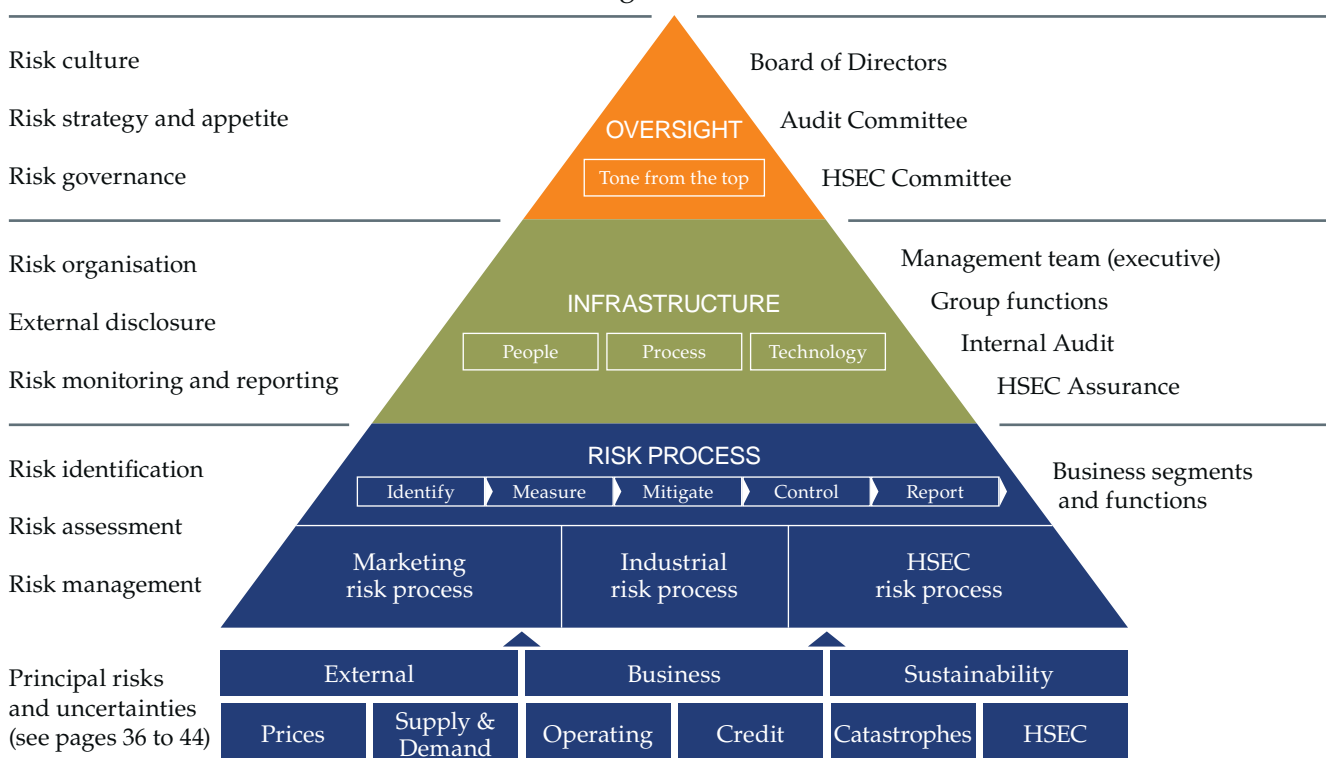 Risk culture
Risk strategy and appetite
Risk governance
OVERSIGHT
Tone from the top
Board of Directors
Audit Committee
HSEC Committee
Risk organisation
External disclosure
Risk monitoring and reporting
INFRASTRUCTURE
People
Process
Technology
Management team (executive)
Group functions
Internal Audit
HSEC Assurance
Risk identification
Risk assessment
Risk management
RISK PROCESS
Identify
Measure
Mitigate
Control
Report
Marketing
risk process
Industrial
risk process
HSEC
risk process
Business segments
and functions
Principal risks
and uncertainties
(see pages 36 to 44)
External
Business
Sustainability
Prices
Supply &
Demand
Operating
Credit
Catastrophes
HSEC